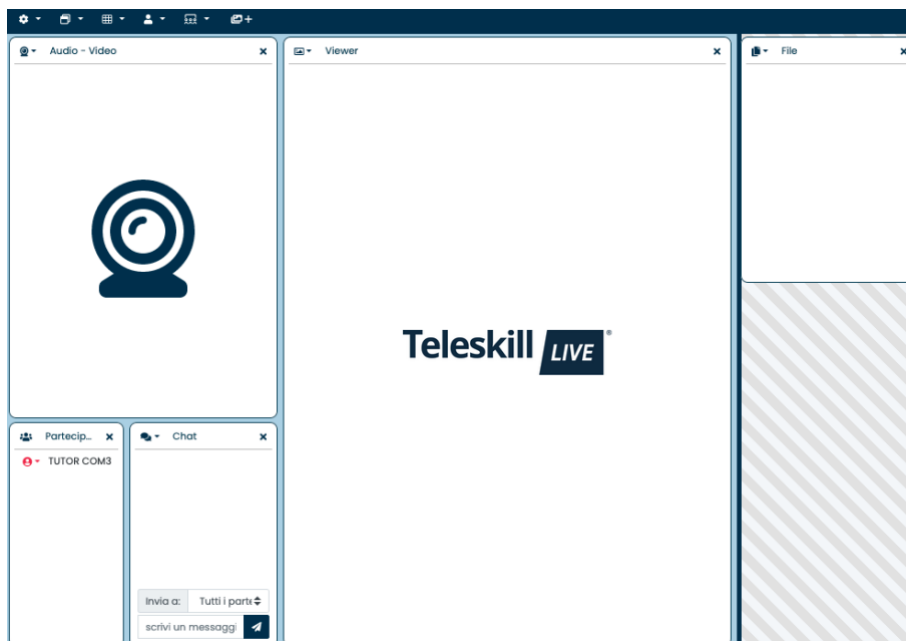 Audio - Video
Viewer
File
Teleskill LIVE®
Partecip...
TUTOR COM3
Chat
Invia a: Tutti i parte
scrivi un messaggi